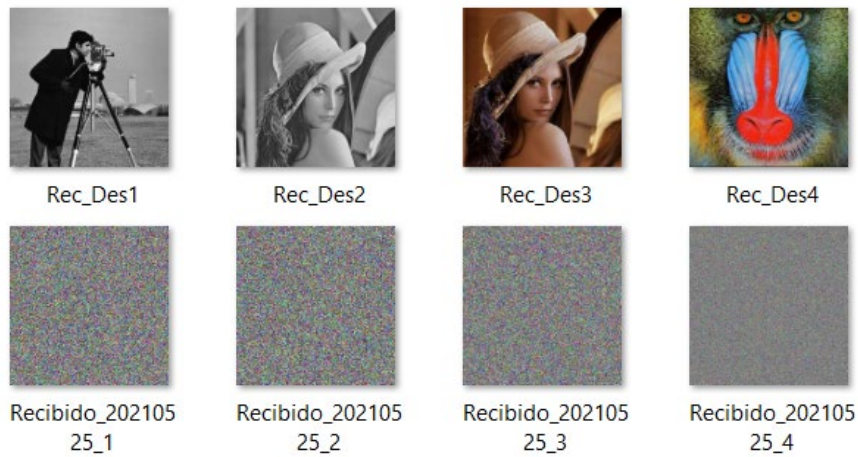 Rec_Des1
Rec_Des2
Rec_Des3
Rec_Des4
Recibido_202105
25_1
Recibido_202105
25_2
Recibido_202105
25_3
Recibido_202105
25_4